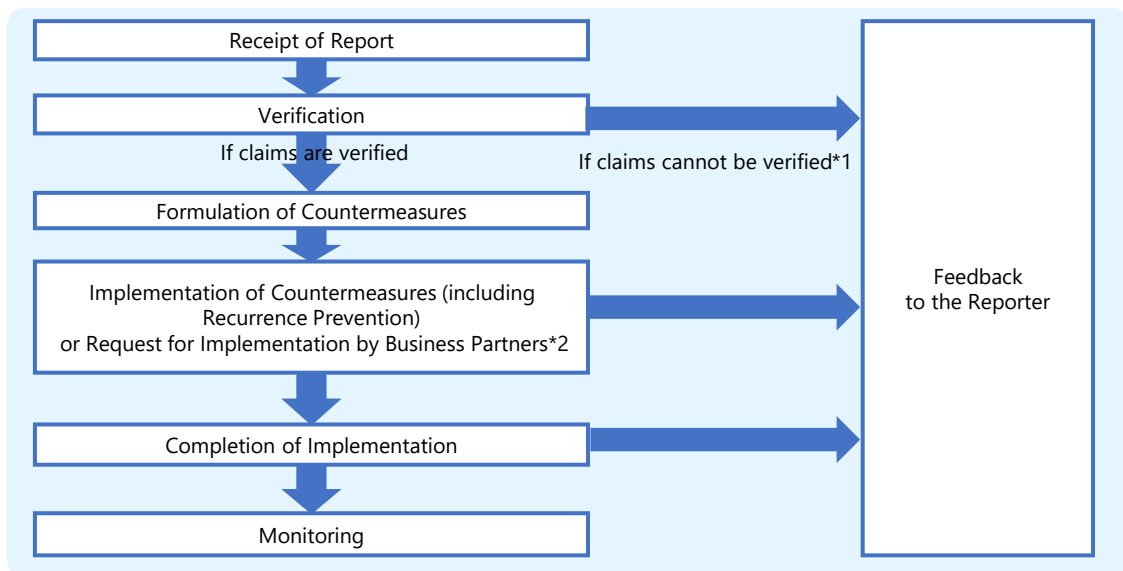 Receipt of Report
Verification
If claims are verified
If claims cannot be verified*1
Formulation of Countermeasures
Implementation of Countermeasures (including
Recurrence Prevention)
or Request for Implementation by Business Partners*2
Feedback
to the Reporter
Completion of Implementation
Monitoring